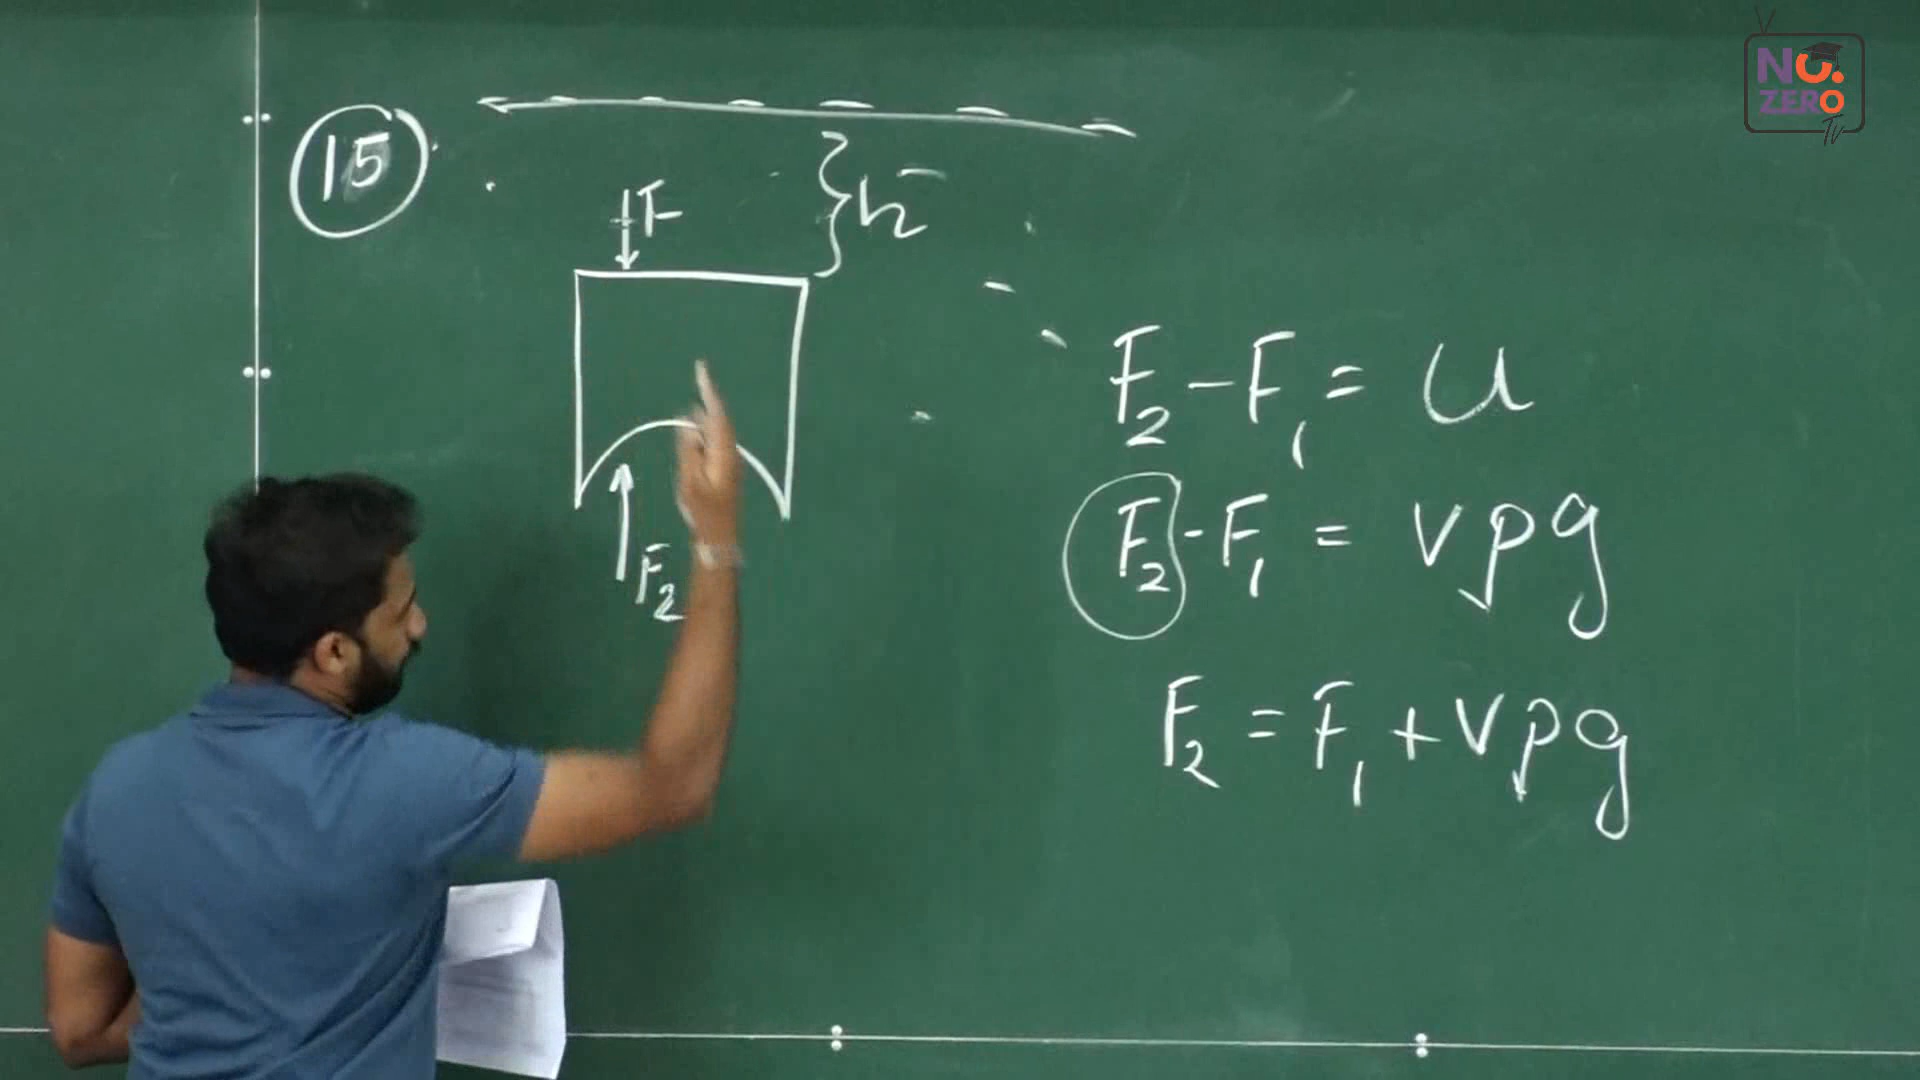 15
F
h
F₂
F₂ - F₁ = u
F₂ - F₁ = vρg
F₂ = F₁ + vρg
NO.
ZERO
Tv